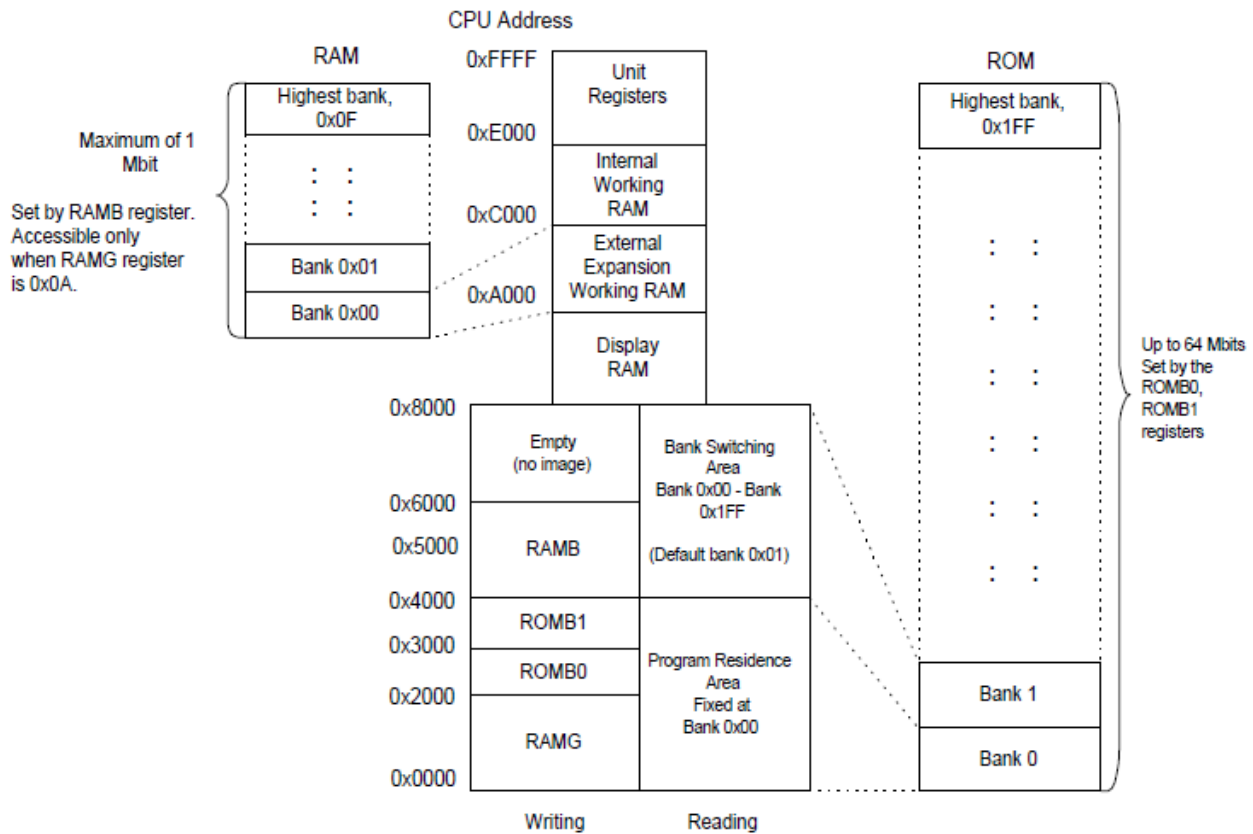 CPU Address
RAM
Highest bank,
0x0F
Maximum of 1
Mbit
Set by RAMB register.
Accessible only
when RAMG register
is 0x0A.
: :
: :
Bank 0x01
Bank 0x00
0xFFFF
0xE000
0xC000
0xA000
0x8000
0x6000
0x5000
0x4000
0x3000
0x2000
0x0000
Unit
Registers
Internal
Working
RAM
External
Expansion
Working RAM
Display
RAM
Empty
(no image)
RAMB
ROMB1
ROMB0
RAMG
Writing
Bank Switching
Area
Bank 0x00 - Bank
0x1FF
(Default bank 0x01)
Program Residence
Area
Fixed at
Bank 0x00
Reading
ROM
Highest bank,
0x1FF
: :
: :
: :
: :
: :
: :
Bank 1
Bank 0
Up to 64 Mbits
Set by the
ROMB0,
ROMB1
registers